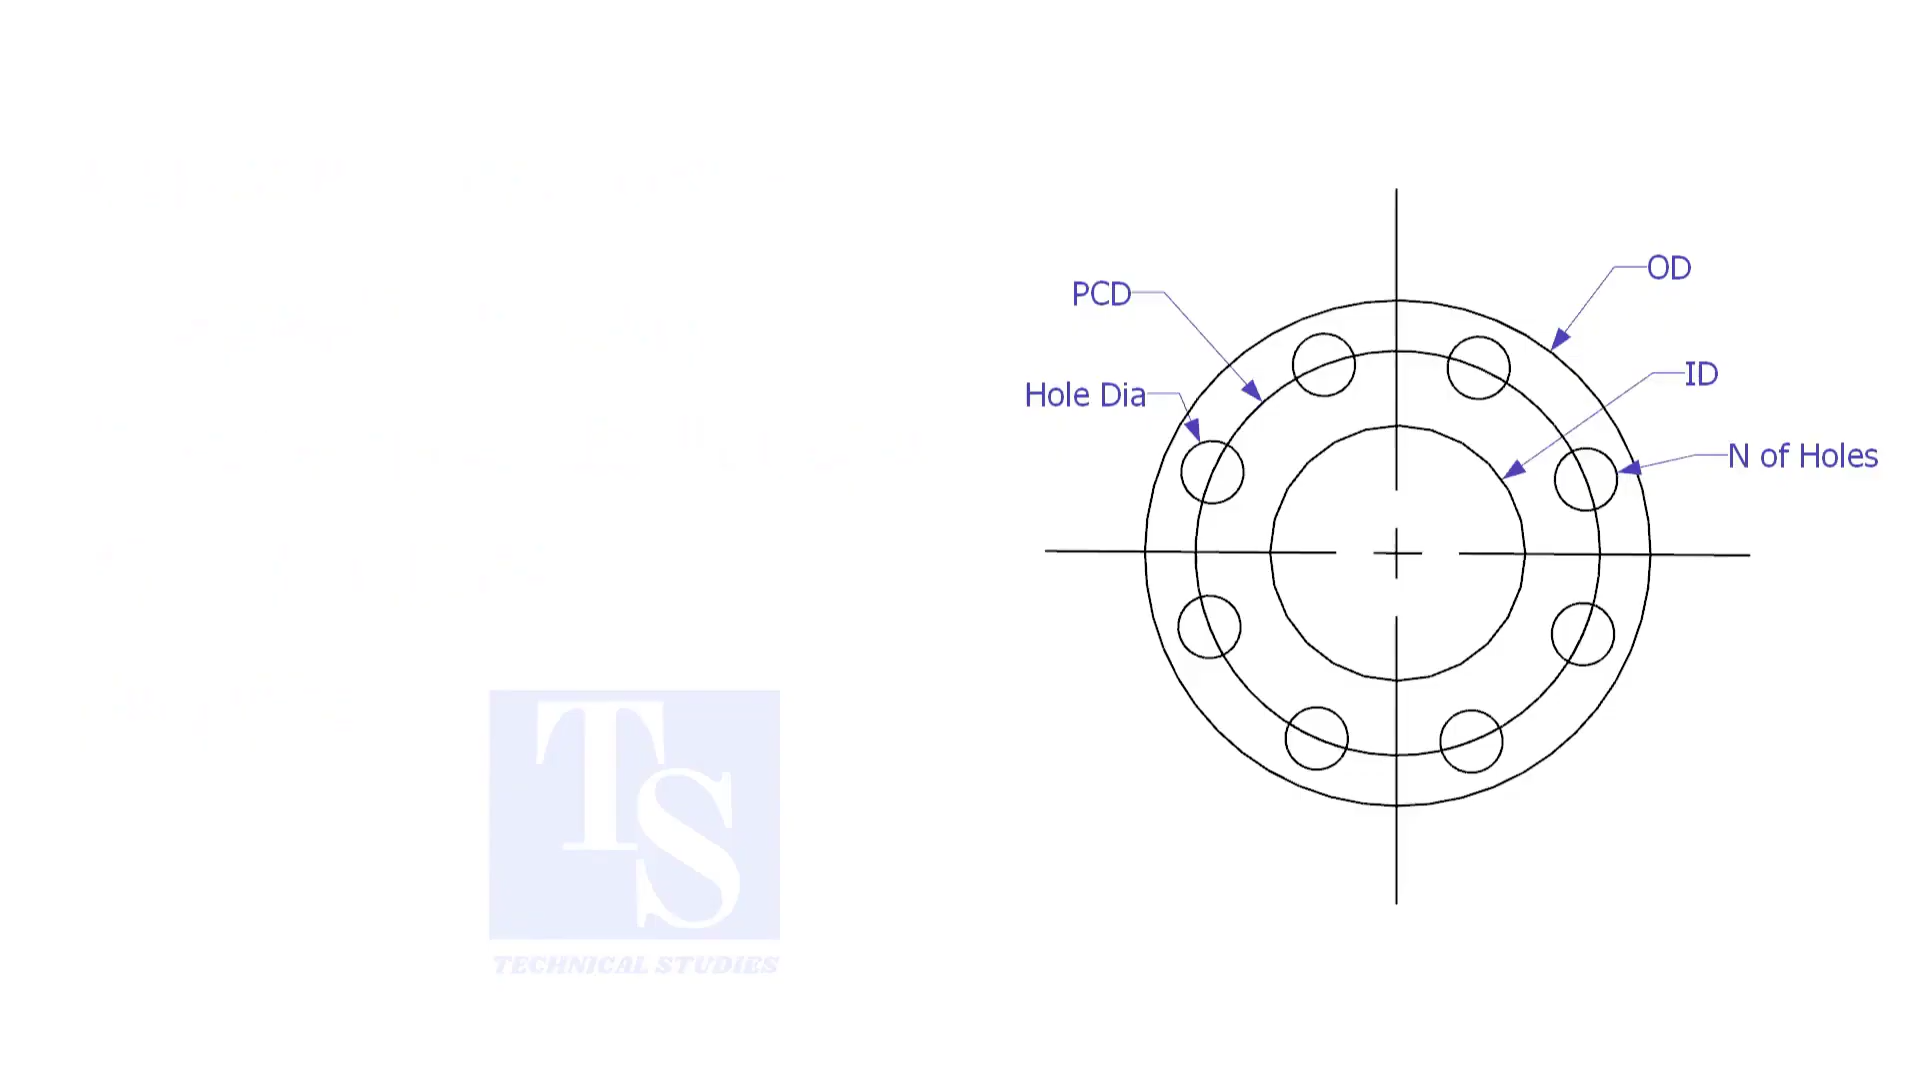 OD
PCD
ID
Hole Dia
N of Holes
TS
TECHNICAL STUDIES